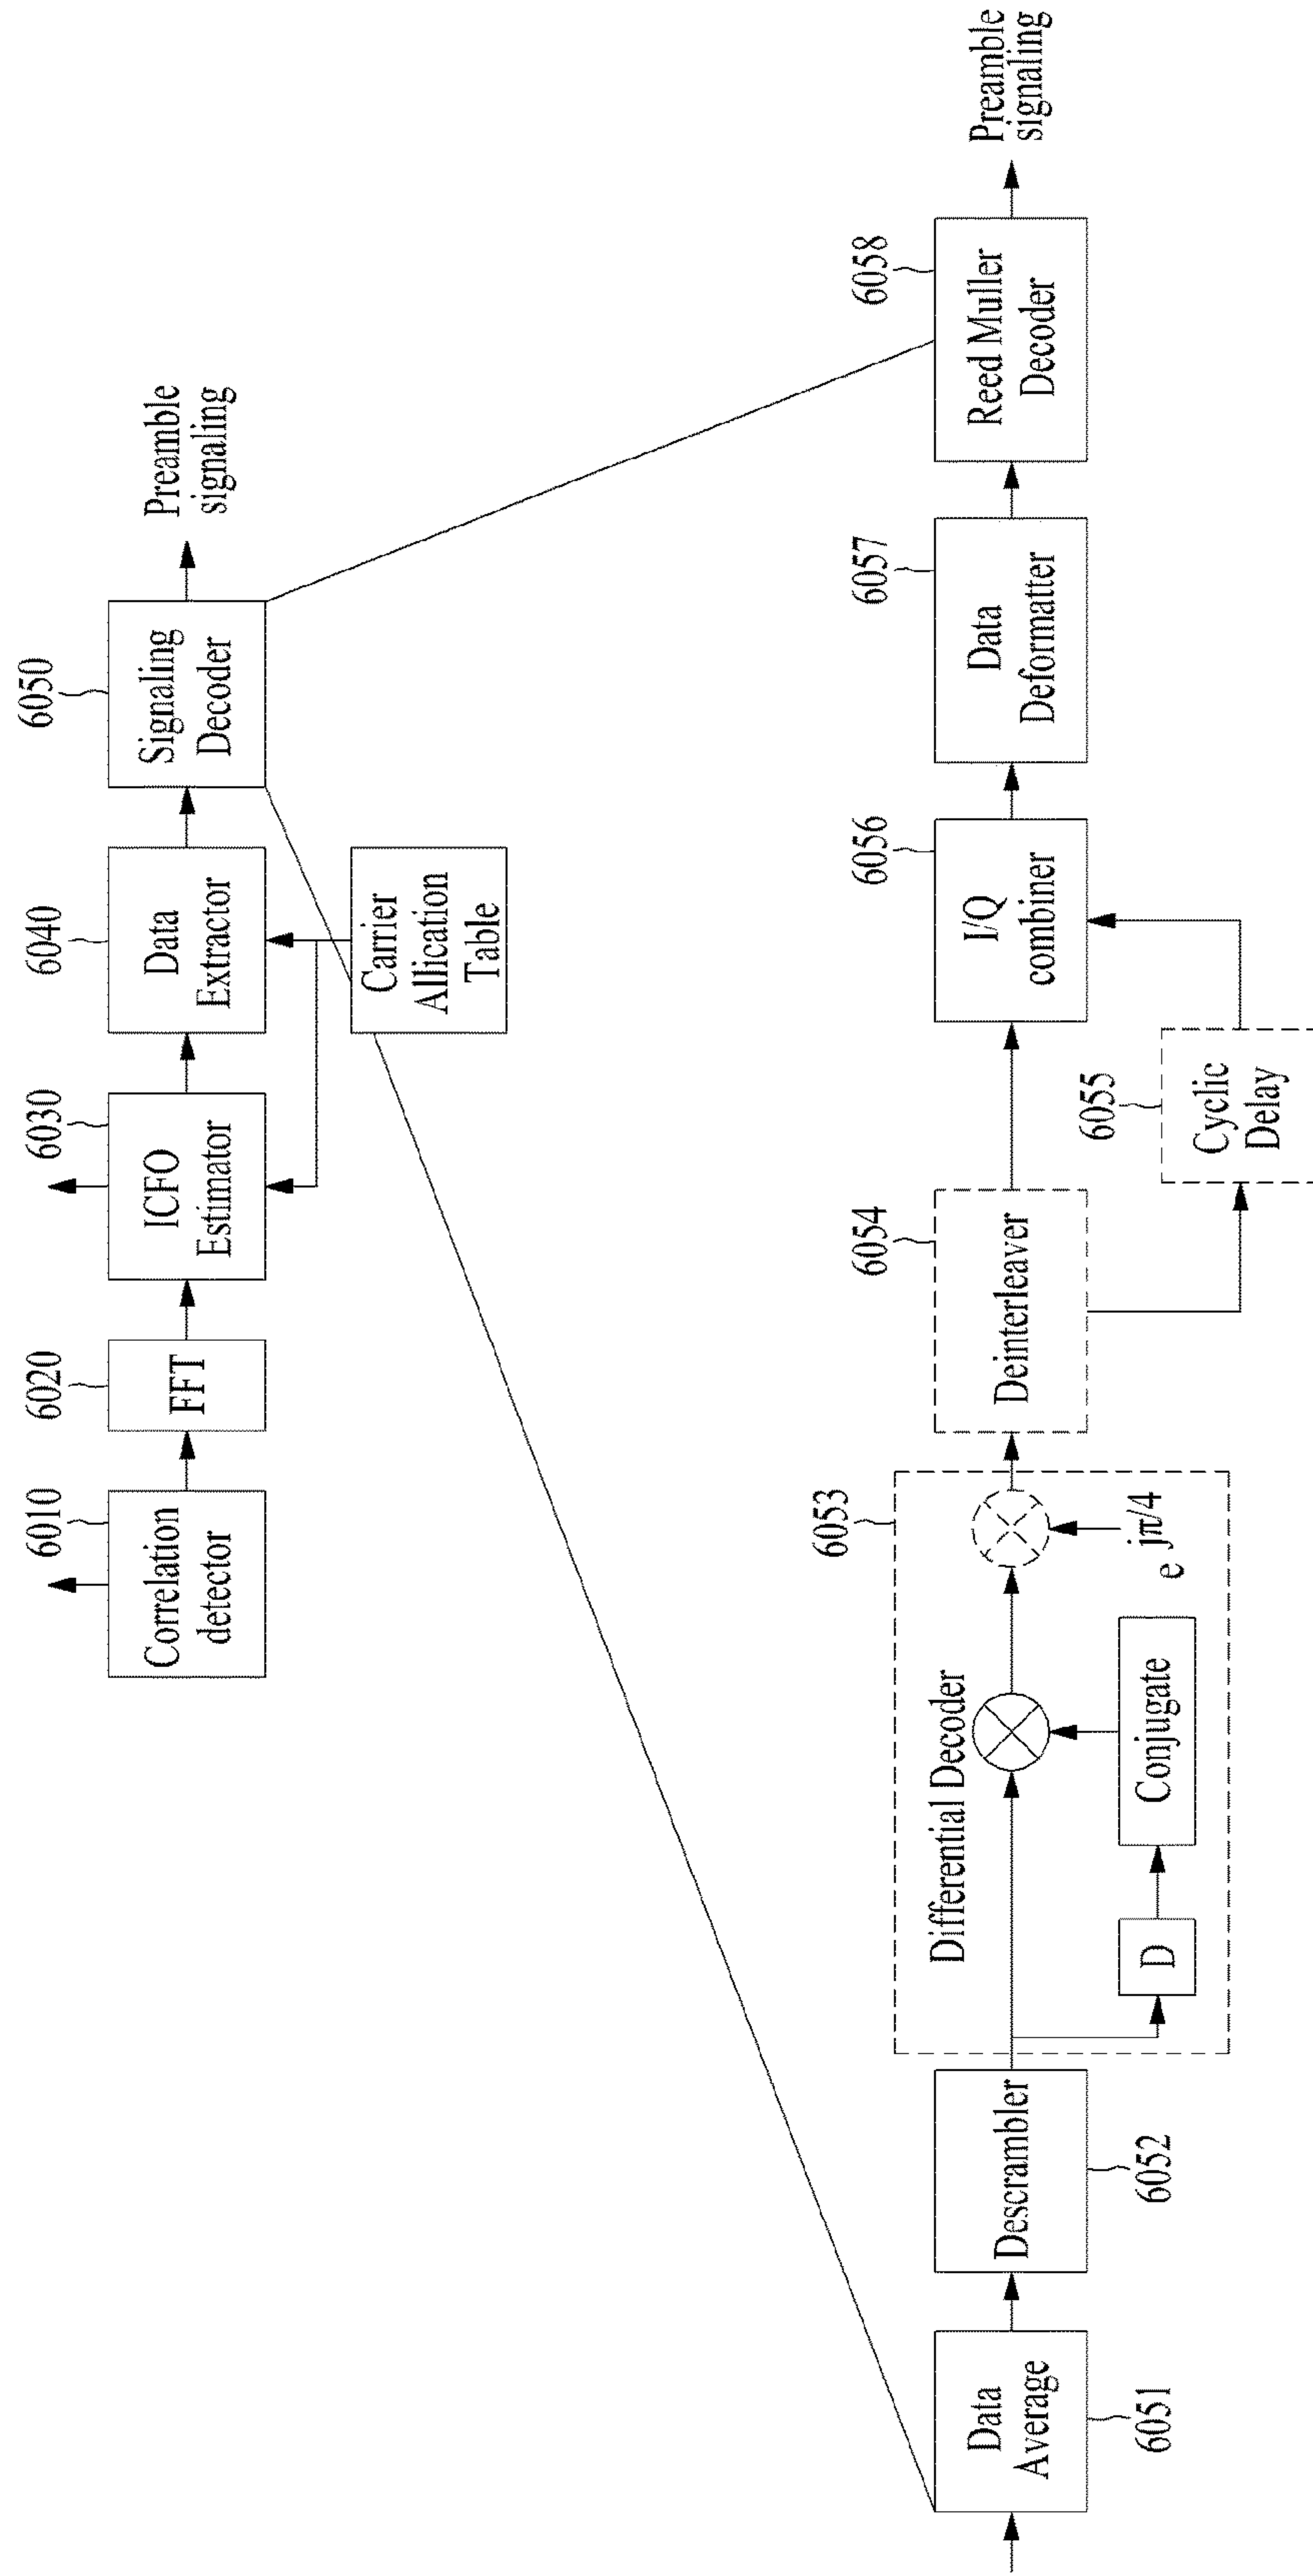 6010
Correlation
detector
6020
FFT
6030
ICFO
Estimator
6040
Data
Extractor
6050
Signaling
Decoder
Preamble
signaling
Carrier
Allication
Table
Data
Average
6051
Descrambler
6052
Differential Decoder
6053
D
Conjugate
e jπ/4
6054
Deinterleaver
6055
Cyclic
Delay
6056
I/Q
combiner
6057
Data
Deformatter
6058
Reed Muller
Decoder
Preamble
signaling